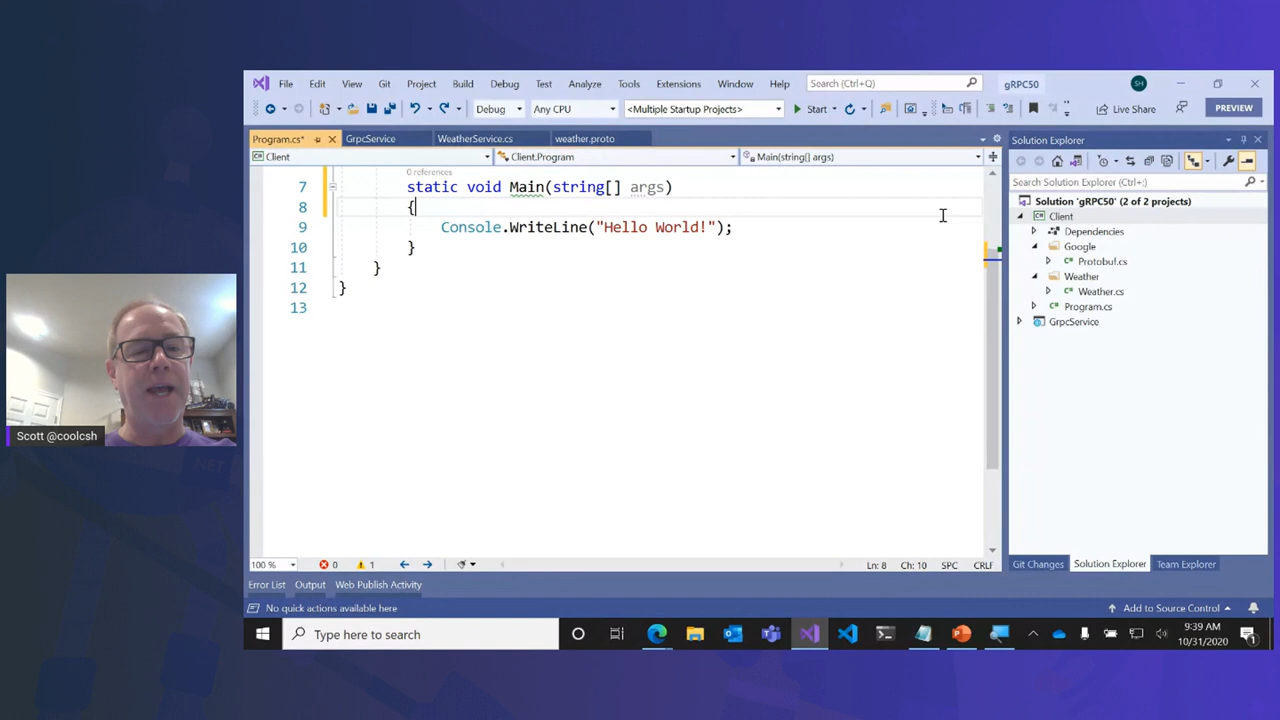 File Edit View Git Project Build Debug Test Analyze Tools Extensions Window Help Search (Ctrl+Q) gRPC50 SH
Debug Any CPU <Multiple Startup Projects> Start Live Share PREVIEW
Program.cs* GrpcService WeatherService.cs weather.proto
Client Client.Program Main(string[] args)
0 references
7 static void Main(string[] args)
8 {
9 Console.WriteLine("Hello World!");
10 }
11 }
12 }
13
100 % 0 1 Ln: 8 Ch: 10 SPC CRLF
Error List Output Web Publish Activity
Solution Explorer
Search Solution Explorer (Ctrl+;)
Solution 'gRPC50' (2 of 2 projects)
Client
Dependencies
Google
Protobuf.cs
Weather
Weather.cs
Program.cs
GrpcService
Git Changes Solution Explorer Team Explorer
No quick actions available here Add to Source Control
Type here to search
9:39 AM
10/31/2020
1
Scott @coolcsh
.NET